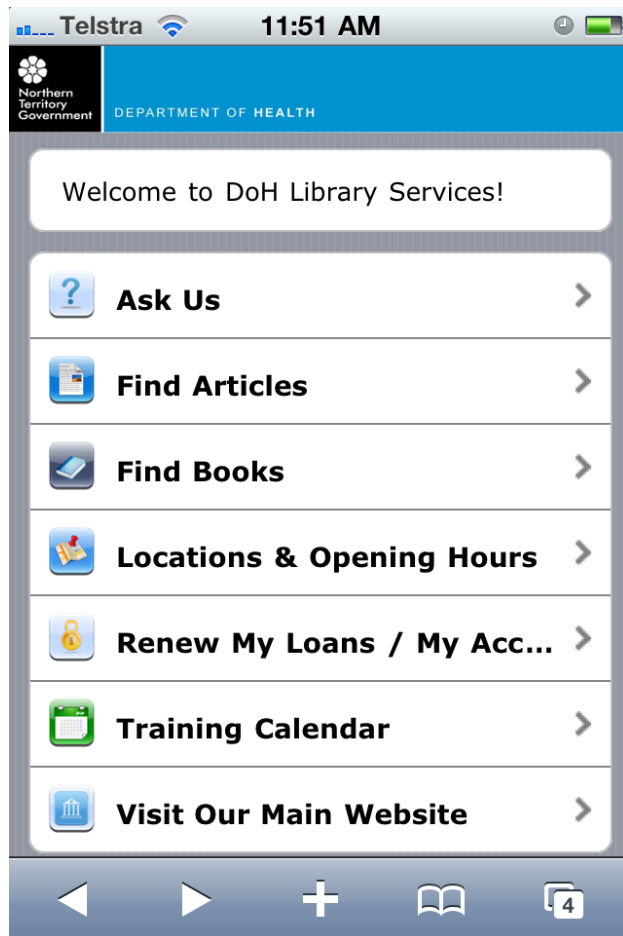 Telstra 11:51 AM
Northern
Territory
Government
DEPARTMENT OF HEALTH
Welcome to DoH Library Services!
? Ask Us
Find Articles
Find Books
Locations & Opening Hours
Renew My Loans / My Acc...
Training Calendar
Visit Our Main Website
4